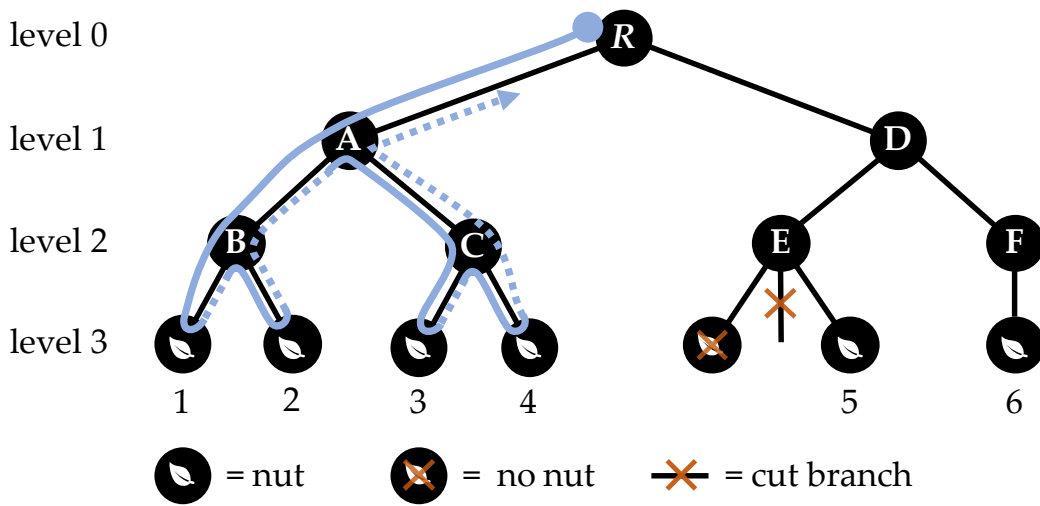 level 0
R
level 1
A
D
level 2
B
C
E
F
level 3
1
2
3
4
5
6
= nut
= no nut
= cut branch